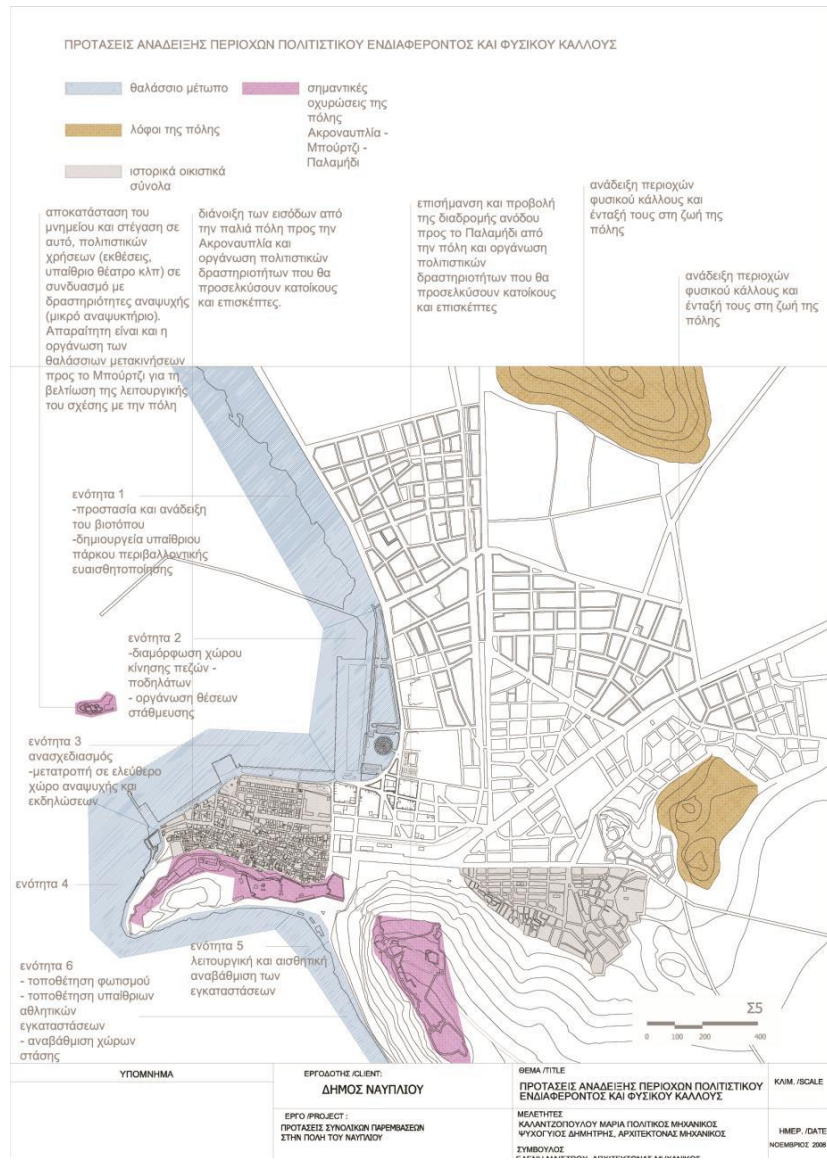 ΠΡΟΤΑΣΕΙΣ ΑΝΑΔΕΙΞΗΣ ΠΕΡΙΟΧΩΝ ΠΟΛΙΤΙΣΤΙΚΟΥ ΕΝΔΙΑΦΕΡΟΝΤΟΣ ΚΑΙ ΦΥΣΙΚΟΥ ΚΑΛΛΟΥΣ
θαλάσσιο μέτωπο
λόφοι της πόλης
ιστορικά οικιστικά
σύνολα
σημαντικές
οχυρώσεις της
πόλης
Ακροναυπλία -
Μπούρτζι -
Παλαμήδι
αποκατάσταση του
μνημείου και στέγαση σε
αυτό, πολιτιστικών
χρήσεων (εκθέσεις,
υπαίθριο θέατρο κλπ) σε
συνδυασμό με
δραστηριότητες αναψυχής
(μικρό αναψυκτήριο).
Απαραίτητη είναι και η
οργάνωση των
θαλάσσιων μετακινήσεων
προς το Μπούρτζι για τη
βελτίωση της λειτουργικής
του σχέσης με την πόλη
διάνοιξη των εισόδων από
την παλιά πόλη προς την
Ακροναυπλία και
οργάνωση πολιτιστικών
δραστηριοτήτων που θα
προσελκύσουν κατοίκους
και επισκέπτες.
επισήμανση και προβολή
της διαδρομής ανόδου
προς το Παλαμήδι από
την πόλη και οργάνωση
πολιτιστικών
δραστηριοτήτων που θα
προσελκύσουν κατοίκους
και επισκέπτες
ανάδειξη περιοχών
φυσικού κάλλους και
ένταξή τους στη ζωή της
πόλης
ανάδειξη περιοχών
φυσικού κάλλους και
ένταξή τους στη ζωή της
πόλης
ενότητα 1
-προστασία και ανάδειξη
του βιοτόπου
-δημιουργεία υπαίθριου
πάρκου περιβαλλοντικής
ευαισθητοποίησης
ενότητα 2
-διαμόρφωση χώρου
κίνησης πεζών -
ποδηλάτων
- οργάνωση θέσεων
στάθμευσης
ενότητα 3
ανασχεδιασμός
-μετατροπή σε ελεύθερο
χώρο αναψυχής και
εκδηλώσεων
ενότητα 4
ενότητα 5
λειτουργική και αισθητική
αναβάθμιση των
εγκαταστάσεων
ενότητα 6
- τοποθέτηση φωτισμού
- τοποθέτηση υπαίθριων
αθλητικών
εγκαταστάσεων
- αναβάθμιση χώρων
στάσης
Σ5
0 100 200 400
ΥΠΟΜΝΗΜΑ
ΕΡΓΟΔΟΤΗΣ /CLIENT:
ΔΗΜΟΣ ΝΑΥΠΛΙΟΥ
ΕΡΓΟ /PROJECT :
ΠΡΟΤΑΣΕΙΣ ΣΥΝΟΛΙΚΩΝ ΠΑΡΕΜΒΑΣΕΩΝ
ΣΤΗΝ ΠΟΛΗ ΤΟΥ ΝΑΥΠΛΙΟΥ
ΘΕΜΑ /TITLE
ΠΡΟΤΑΣΕΙΣ ΑΝΑΔΕΙΞΗΣ ΠΕΡΙΟΧΩΝ ΠΟΛΙΤΙΣΤΙΚΟΥ
ΕΝΔΙΑΦΕΡΟΝΤΟΣ ΚΑΙ ΦΥΣΙΚΟΥ ΚΑΛΛΟΥΣ
ΜΕΛΕΤΗΤΕΣ
ΚΑΛΑΝΤΖΟΠΟΥΛΟΥ ΜΑΡΙΑ ΠΟΛΙΤΙΚΟΣ ΜΗΧΑΝΙΚΟΣ
ΨΥΧΟΓΥΙΟΣ ΔΗΜΗΤΡΗΣ, ΑΡΧΙΤΕΚΤΟΝΑΣ ΜΗΧΑΝΙΚΟΣ
ΣΥΜΒΟΥΛΟΣ
ΚΛΙΜ. /SCALE
ΗΜΕΡ. /DATE
ΝΟΕΜΒΡΙΟΣ 2008